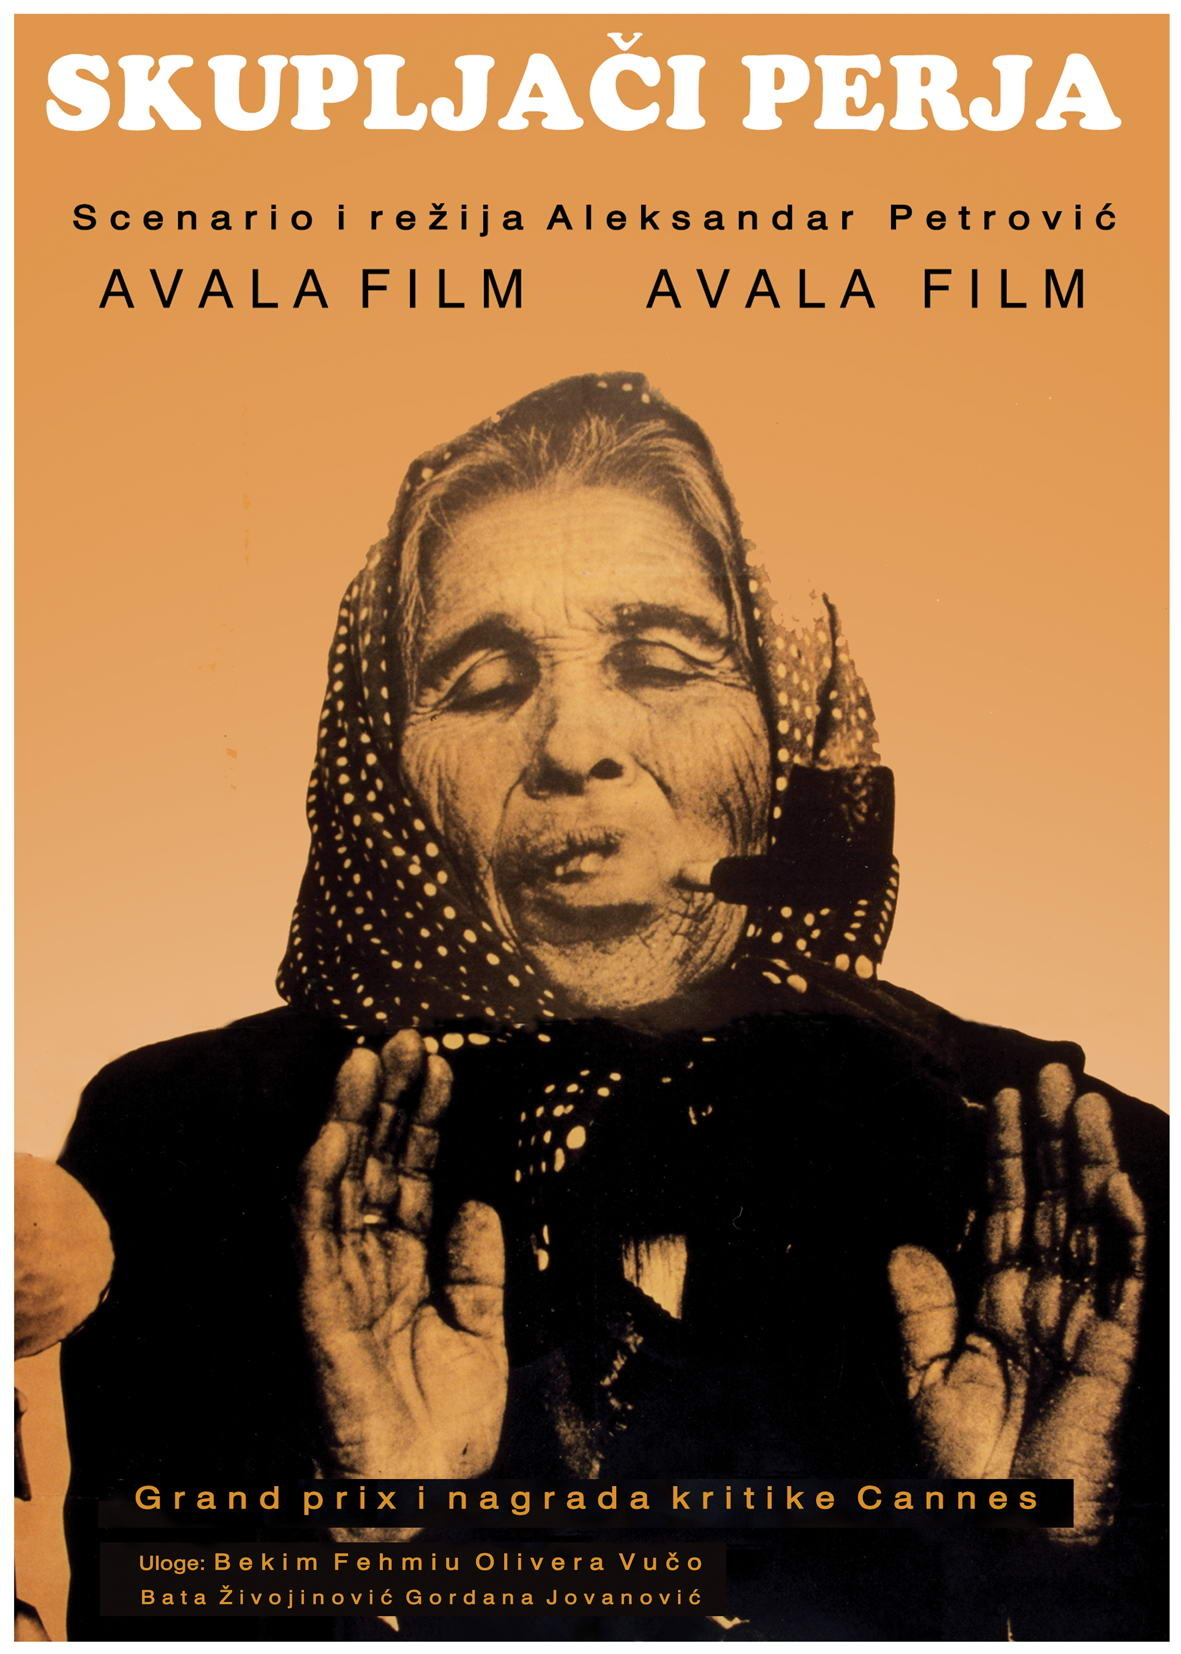 SKUPLJAČI PERJA
Scenario i režija Aleksandar Petrović
AVALA FILM AVALA FILM
Grand prix i nagrada kritike Cannes
Uloge: Bekim Fehmiu Olivera Vučo
Bata Živojinović Gordana Jovanović